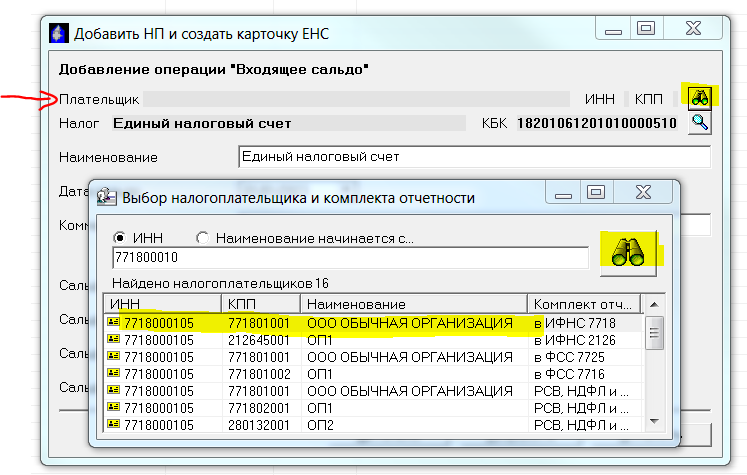 Добавить НП и создать карточку ЕНС
Добавление операции "Входящее сальдо"
Плательщик ИНН КПП
Налог Единый налоговый счет КБК 18201061201010000510
Наименование Единый налоговый счет
Дата
Комм
Выбор налогоплательщика и комплекта отчетности
ИНН Наименование начинается с...
771800010
Найдено налогоплательщиков 16
ИНН КПП Наименование Комплект отч...
7718000105 771801001 ООО ОБЫЧНАЯ ОРГАНИЗАЦИЯ в ИФНС 7718
7718000105 212645001 ОП1 в ИФНС 2126
7718000105 771801001 ООО ОБЫЧНАЯ ОРГАНИЗАЦИЯ в ФСС 7725
7718000105 771801002 ОП1 в ФСС 7716
7718000105 771801001 ООО ОБЫЧНАЯ ОРГАНИЗАЦИЯ РСВ, НДФЛ и ...
7718000105 771802001 ОП1 РСВ, НДФЛ и ...
7718000105 280132001 ОП2 РСВ, НДФЛ и ...
Саль
Саль
Саль
Саль